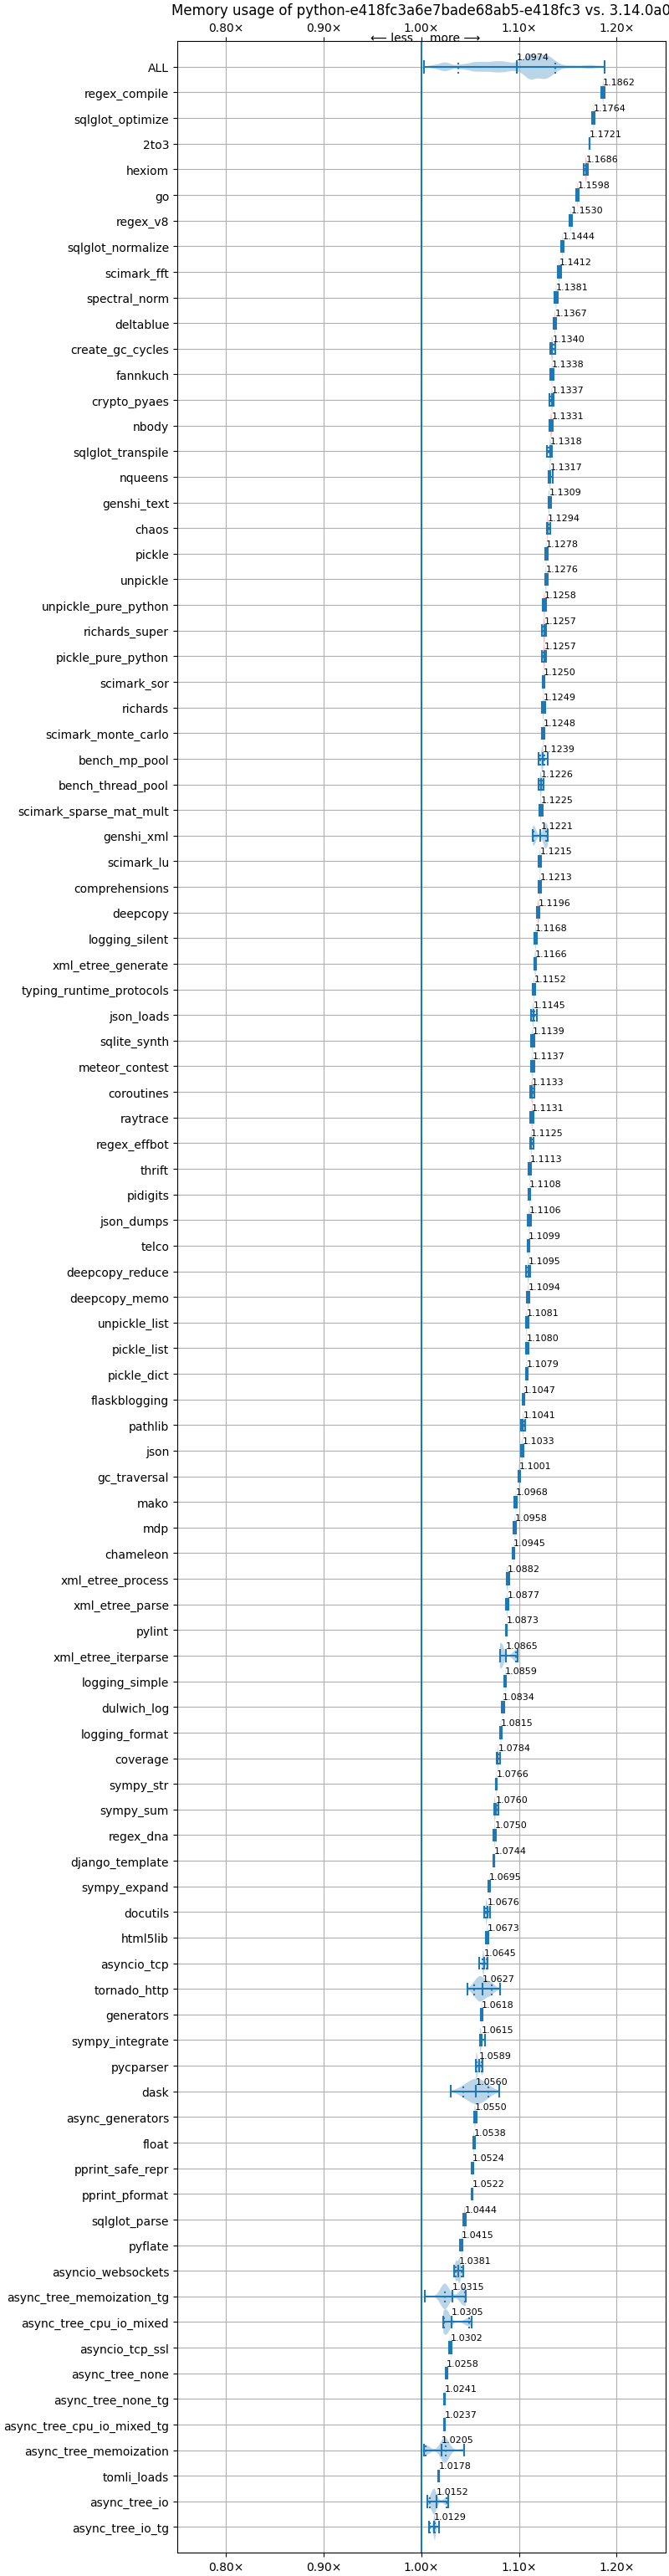 Memory usage of python-e418fc3a6e7bade68ab5-e418fc3 vs. 3.14.0a0
0.80× 0.90× 1.00× 1.10× 1.20×
⟵ less more ⟶
ALL 1.0974
regex_compile 1.1862
sqlglot_optimize 1.1764
2to3 1.1721
hexiom 1.1686
go 1.1598
regex_v8 1.1530
sqlglot_normalize 1.1444
scimark_fft 1.1412
spectral_norm 1.1381
deltablue 1.1367
create_gc_cycles 1.1340
fannkuch 1.1338
crypto_pyaes 1.1337
nbody 1.1331
sqlglot_transpile 1.1318
nqueens 1.1317
genshi_text 1.1309
chaos 1.1294
pickle 1.1278
unpickle 1.1276
unpickle_pure_python 1.1258
richards_super 1.1257
pickle_pure_python 1.1257
scimark_sor 1.1250
richards 1.1249
scimark_monte_carlo 1.1248
bench_mp_pool 1.1239
bench_thread_pool 1.1226
scimark_sparse_mat_mult 1.1225
genshi_xml 1.1221
scimark_lu 1.1215
comprehensions 1.1213
deepcopy 1.1196
logging_silent 1.1168
xml_etree_generate 1.1166
typing_runtime_protocols 1.1152
json_loads 1.1145
sqlite_synth 1.1139
meteor_contest 1.1137
coroutines 1.1133
raytrace 1.1131
regex_effbot 1.1125
thrift 1.1113
pidigits 1.1108
json_dumps 1.1106
telco 1.1099
deepcopy_reduce 1.1095
deepcopy_memo 1.1094
unpickle_list 1.1081
pickle_list 1.1080
pickle_dict 1.1079
flaskblogging 1.1047
pathlib 1.1041
json 1.1033
gc_traversal 1.1001
mako 1.0968
mdp 1.0958
chameleon 1.0945
xml_etree_process 1.0882
xml_etree_parse 1.0877
pylint 1.0873
xml_etree_iterparse 1.0865
logging_simple 1.0859
dulwich_log 1.0834
logging_format 1.0815
coverage 1.0784
sympy_str 1.0766
sympy_sum 1.0760
regex_dna 1.0750
django_template 1.0744
sympy_expand 1.0695
docutils 1.0676
html5lib 1.0673
asyncio_tcp 1.0645
tornado_http 1.0627
generators 1.0618
sympy_integrate 1.0615
pycparser 1.0589
dask 1.0560
async_generators 1.0550
float 1.0538
pprint_safe_repr 1.0524
pprint_pformat 1.0522
sqlglot_parse 1.0444
pyflate 1.0415
asyncio_websockets 1.0381
async_tree_memoization_tg 1.0315
async_tree_cpu_io_mixed 1.0305
asyncio_tcp_ssl 1.0302
async_tree_none 1.0258
async_tree_none_tg 1.0241
async_tree_cpu_io_mixed_tg 1.0237
async_tree_memoization 1.0205
tomli_loads 1.0178
async_tree_io 1.0152
async_tree_io_tg 1.0129
0.80× 0.90× 1.00× 1.10× 1.20×